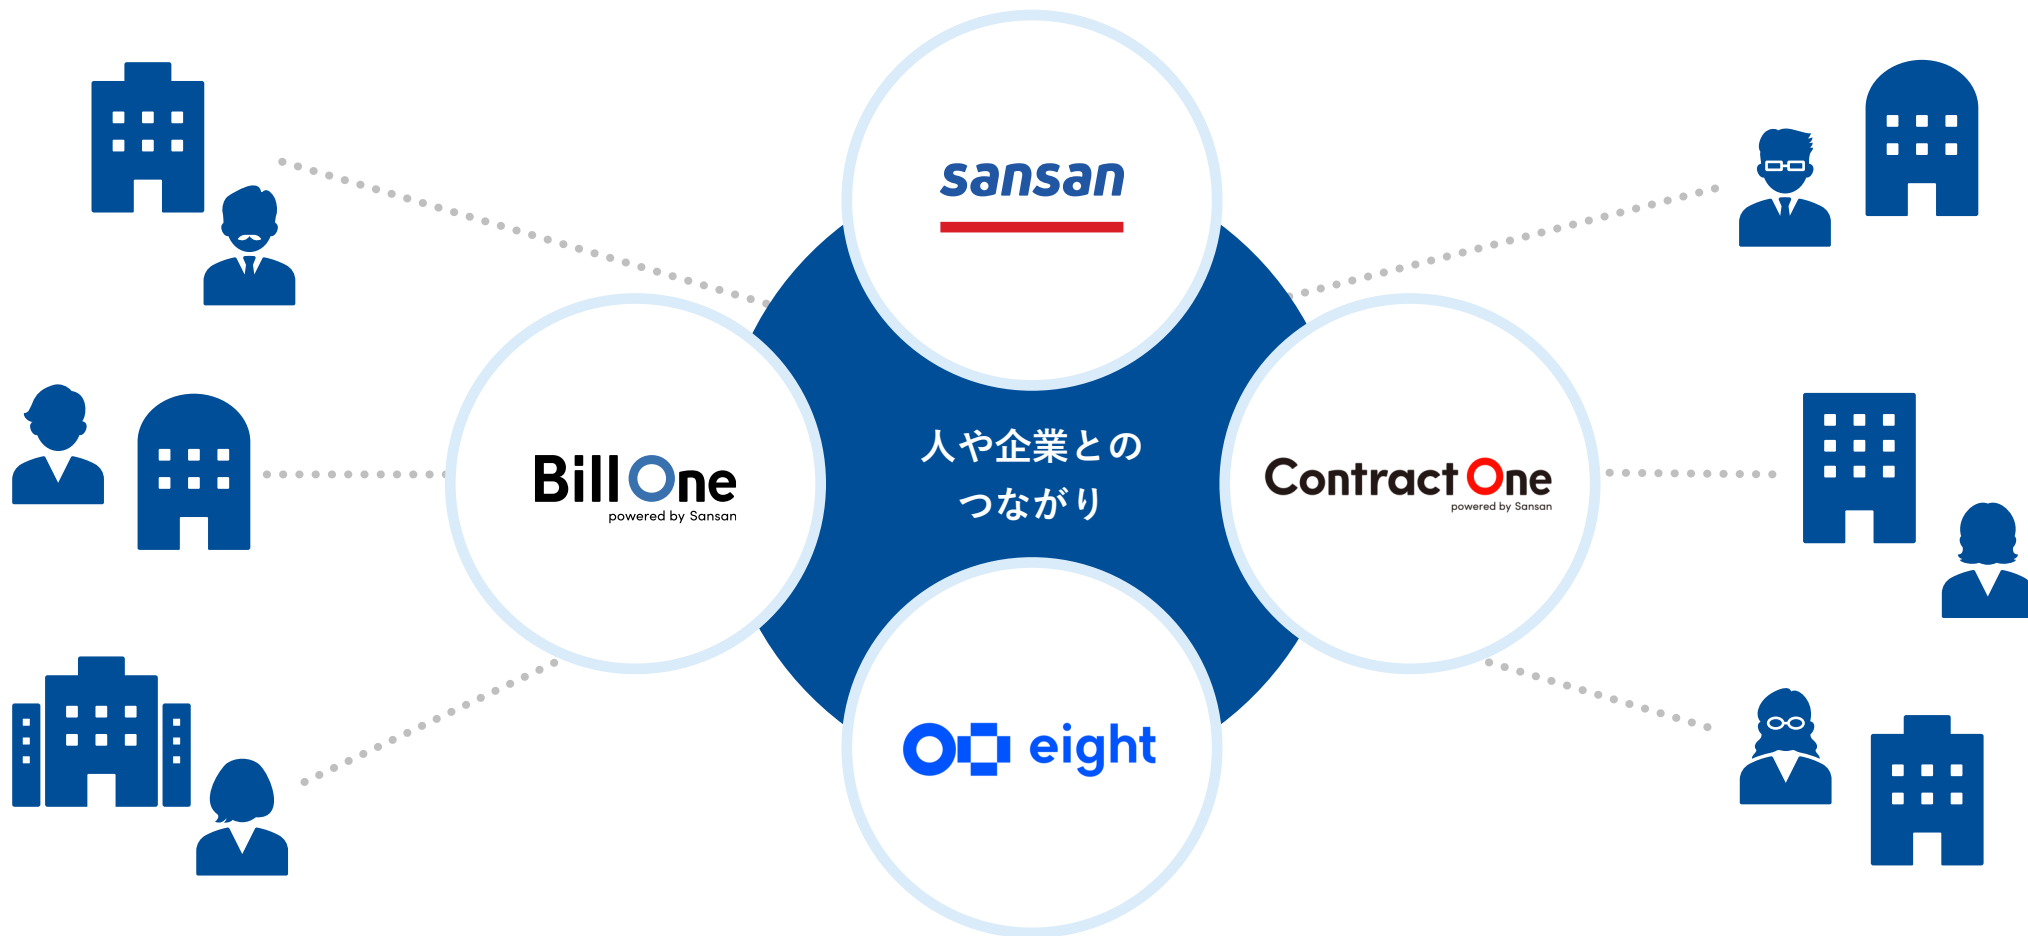 sansan
Bill One
powered by Sansan
人や企業との
つながり
Contract One
powered by Sansan
eight